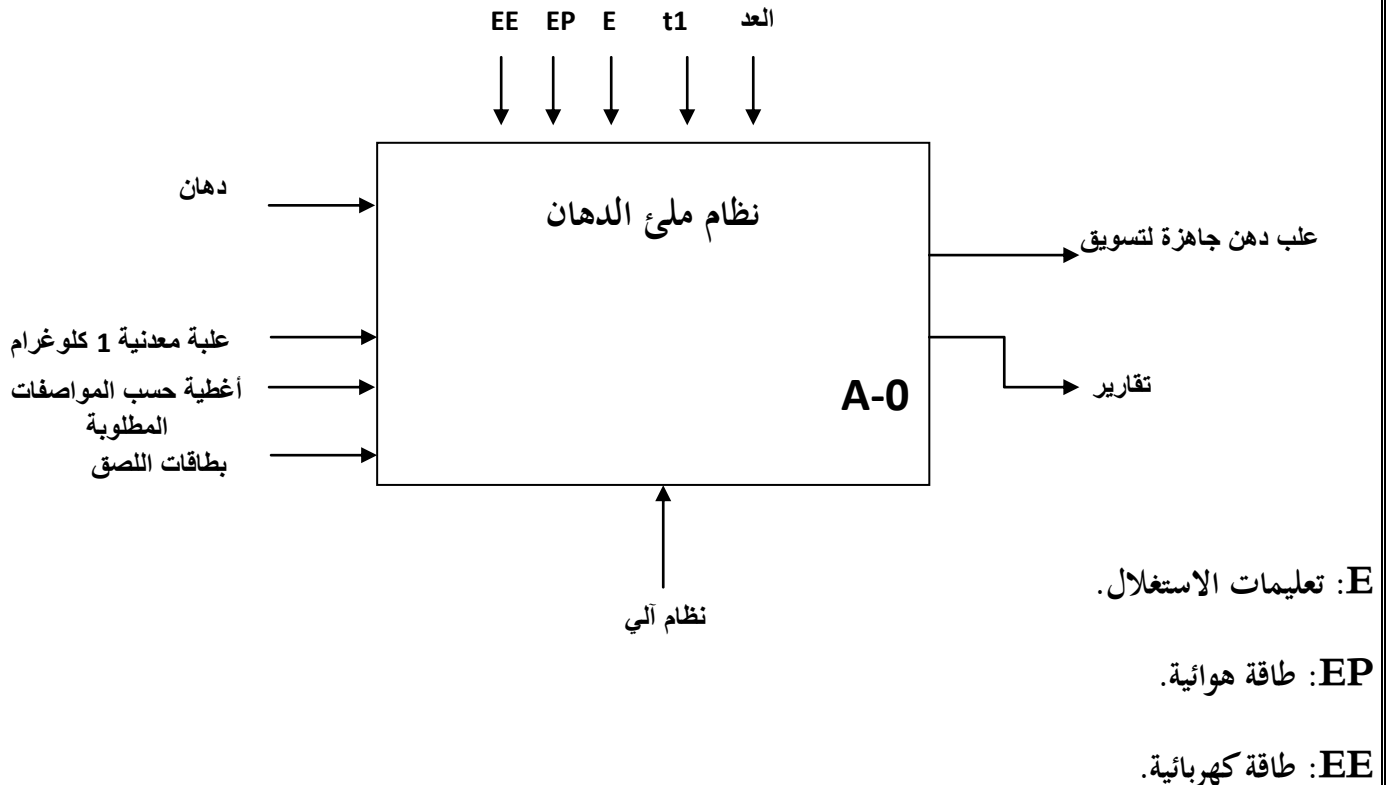 EE EP E t1 العد
دهان
نظام ملئ الدهان
علب دهن جاهزة لتسويق
علبة معدنية 1 كلوغرام
أغطية حسب المواصفات
المطلوبة
بطاقات اللصق
A-0
تقارير
نظام آلي
E: تعليمات الاستغلال.
EP: طاقة هوائية.
EE: طاقة كهربائية.